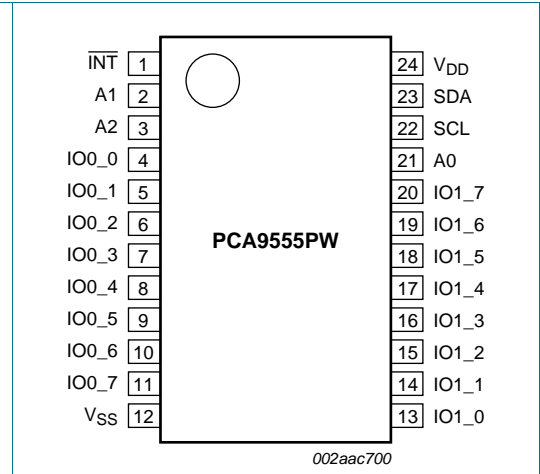 INT 1 24 VDD
A1 2 23 SDA
A2 3 22 SCL
IO0_0 4 21 A0
IO0_1 5 20 IO1_7
IO0_2 6 19 IO1_6
PCA9555PW
IO0_3 7 18 IO1_5
IO0_4 8 17 IO1_4
IO0_5 9 16 IO1_3
IO0_6 10 15 IO1_2
IO0_7 11 14 IO1_1
VSS 12 13 IO1_0
002aac700